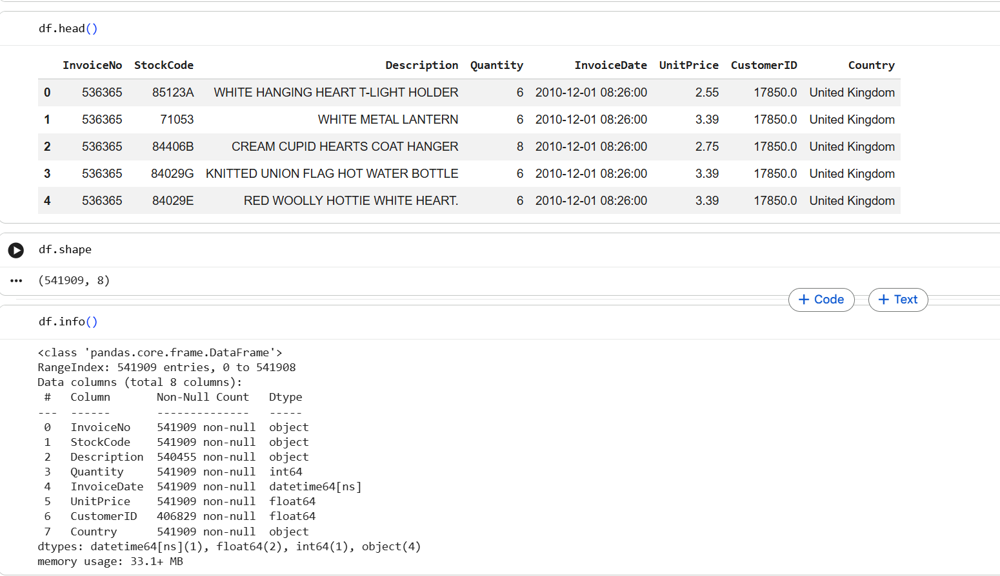 df.head()
InvoiceNo StockCode Description Quantity InvoiceDate UnitPrice CustomerID Country
0 536365 85123A WHITE HANGING HEART T-LIGHT HOLDER 6 2010-12-01 08:26:00 2.55 17850.0 United Kingdom
1 536365 71053 WHITE METAL LANTERN 6 2010-12-01 08:26:00 3.39 17850.0 United Kingdom
2 536365 84406B CREAM CUPID HEARTS COAT HANGER 8 2010-12-01 08:26:00 2.75 17850.0 United Kingdom
3 536365 84029G KNITTED UNION FLAG HOT WATER BOTTLE 6 2010-12-01 08:26:00 3.39 17850.0 United Kingdom
4 536365 84029E RED WOOLLY HOTTIE WHITE HEART. 6 2010-12-01 08:26:00 3.39 17850.0 United Kingdom
df.shape
(541909, 8)
+ Code + Text
df.info()
<class 'pandas.core.frame.DataFrame'>
RangeIndex: 541909 entries, 0 to 541908
Data columns (total 8 columns):
# Column Non-Null Count Dtype
--- ------ -------------- -----
0 InvoiceNo 541909 non-null object
1 StockCode 541909 non-null object
2 Description 540455 non-null object
3 Quantity 541909 non-null int64
4 InvoiceDate 541909 non-null datetime64[ns]
5 UnitPrice 541909 non-null float64
6 CustomerID 406829 non-null float64
7 Country 541909 non-null object
dtypes: datetime64[ns](1), float64(2), int64(1), object(4)
memory usage: 33.1+ MB